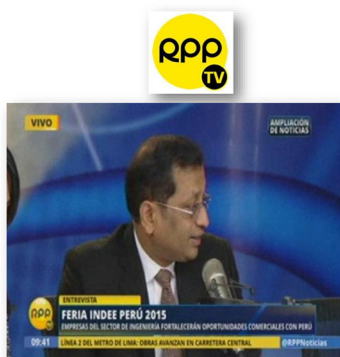 RPP
TV
VIVO
AMPLIACIÓN
DE NOTICIAS
ENTREVISTA
RPP
FERIA INDEE PERÚ 2015
EMPRESAS DEL SECTOR DE INGENIERÍA FORTALECERÁN OPORTUNIDADES COMERCIALES CON PERÚ
09:41 LÍNEA 2 DEL METRO DE LIMA: OBRAS AVANZAN EN CARRETERA CENTRAL @RPPNoticias